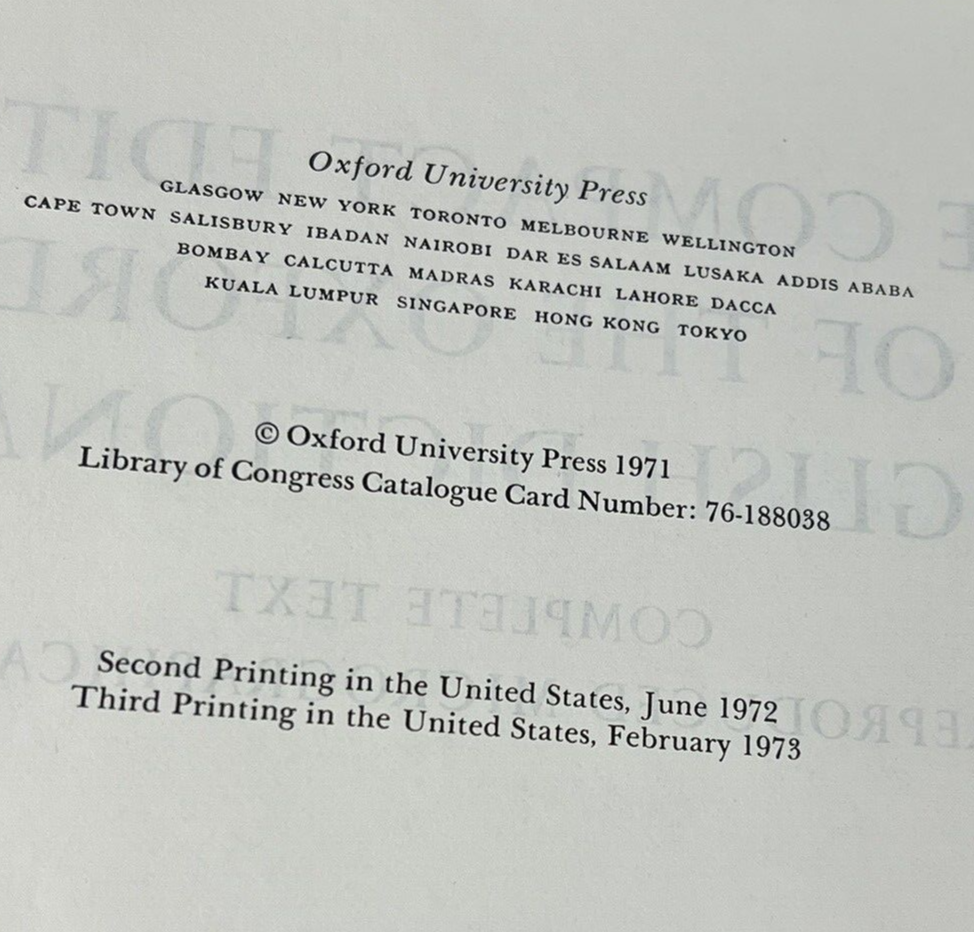 Oxford University Press
GLASGOW NEW YORK TORONTO MELBOURNE WELLINGTON
CAPE TOWN SALISBURY IBADAN NAIROBI DAR ES SALAAM LUSAKA ADDIS ABABA
BOMBAY CALCUTTA MADRAS KARACHI LAHORE DACCA
KUALA LUMPUR SINGAPORE HONG KONG TOKYO
© Oxford University Press 1971
Library of Congress Catalogue Card Number: 76-188038
Second Printing in the United States, June 1972
Third Printing in the United States, February 1973